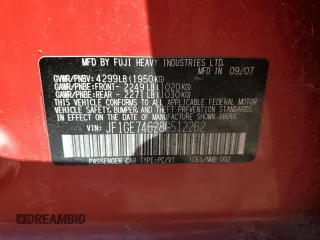 MFD. BY FUJI HEAVY INDUSTRIES LTD.
GVWR/PNBV: 4299LB(1950KG) MFD. IN 09/07
GAWR/PNBE:FRONT- 2249LB(1020KG)
GAWR/PNBE:REAR - 2271LB(1030KG)
THIS VEHICLE CONFORMS TO ALL APPLICABLE FEDERAL
MOTOR VEHICLE SAFETY, BUMPER, AND THEFT
PREVENTION STANDARDS IN EFFECT ON THE DATE OF
MANUFACTURE SHOWN ABOVE.
VIN: JF1GE74628G512262
PASSENGER CAR TYPE:PC/VT